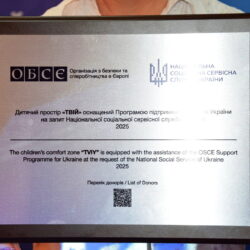 ОБСЄ
Організація з безпеки та
співробітництва в Європі
НАЦІОНАЛЬНА
СОЦІАЛЬНА СЕРВІСНА
СЛУЖБА УКРАЇНИ
Дитячий простір «ТВІЙ» оснащений Програмою підтримки України
на запит Національної соціальної сервісної служби
2025
The children's comfort zone "TVIY" is equipped with the assistance of the OSCE Support
Programme for Ukraine at the request of the National Social Service of Ukraine
2025
Перелік донорів / List of Donors